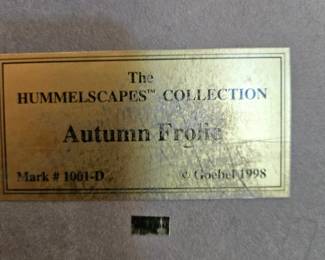 The
HUMMELSCAPES™ COLLECTION
Autumn Frolic
Mark # 1001-D © Goebel 1998